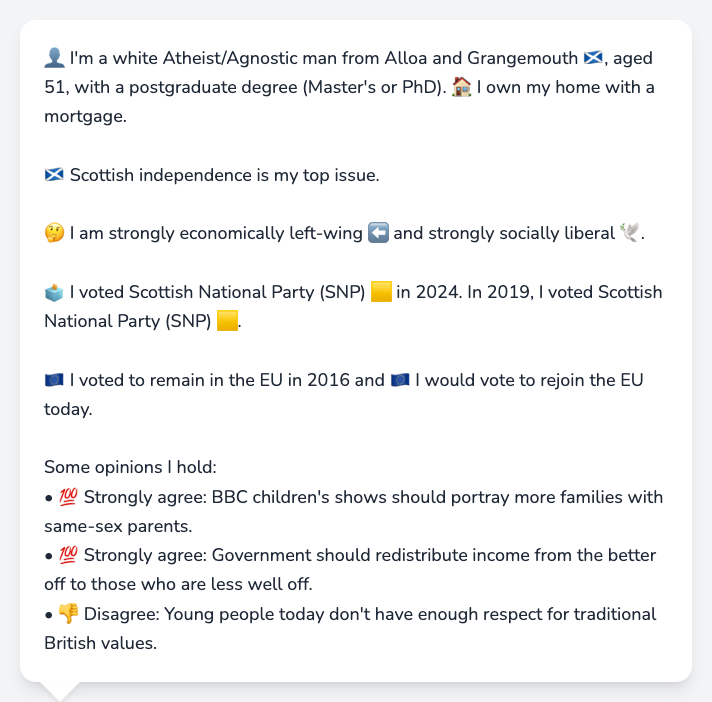 👤 I'm a white Atheist/Agnostic man from Alloa and Grangemouth 🏴󠁧󠁢󠁳󠁣󠁴󠁿, aged
51, with a postgraduate degree (Master's or PhD). 🏠 I own my home with a
mortgage.
🏴󠁧󠁢󠁳󠁣󠁴󠁿 Scottish independence is my top issue.
🤔 I am strongly economically left-wing ⬅️ and strongly socially liberal 🕊️.
🗳️ I voted Scottish National Party (SNP) 🟨 in 2024. In 2019, I voted Scottish
National Party (SNP) 🟨.
🇪🇺 I voted to remain in the EU in 2016 and 🇪🇺 I would vote to rejoin the EU
today.
Some opinions I hold:
• 💯 Strongly agree: BBC children's shows should portray more families with
same-sex parents.
• 💯 Strongly agree: Government should redistribute income from the better
off to those who are less well off.
• 👎 Disagree: Young people today don't have enough respect for traditional
British values.